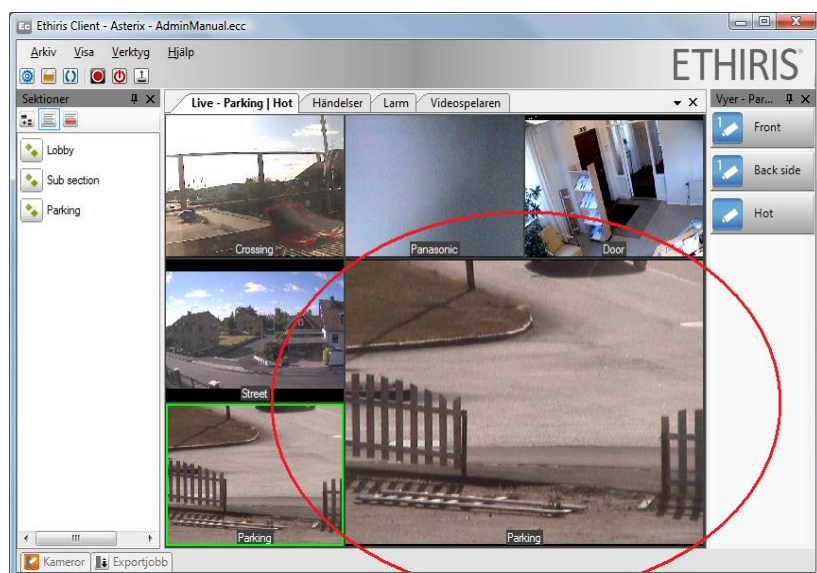 Ethiris Client - Asterix - AdminManual.ecc
Arkiv Visa Verktyg Hjälp
ETHIRIS
Sektioner
Live - Parking | Hot Händelser Larm Videospelaren
Vyer - Par...
Lobby
Sub section
Parking
Crossing Panasonic Door
Front
Back side
Hot
Street
Parking Parking
Kameror Exportjobb